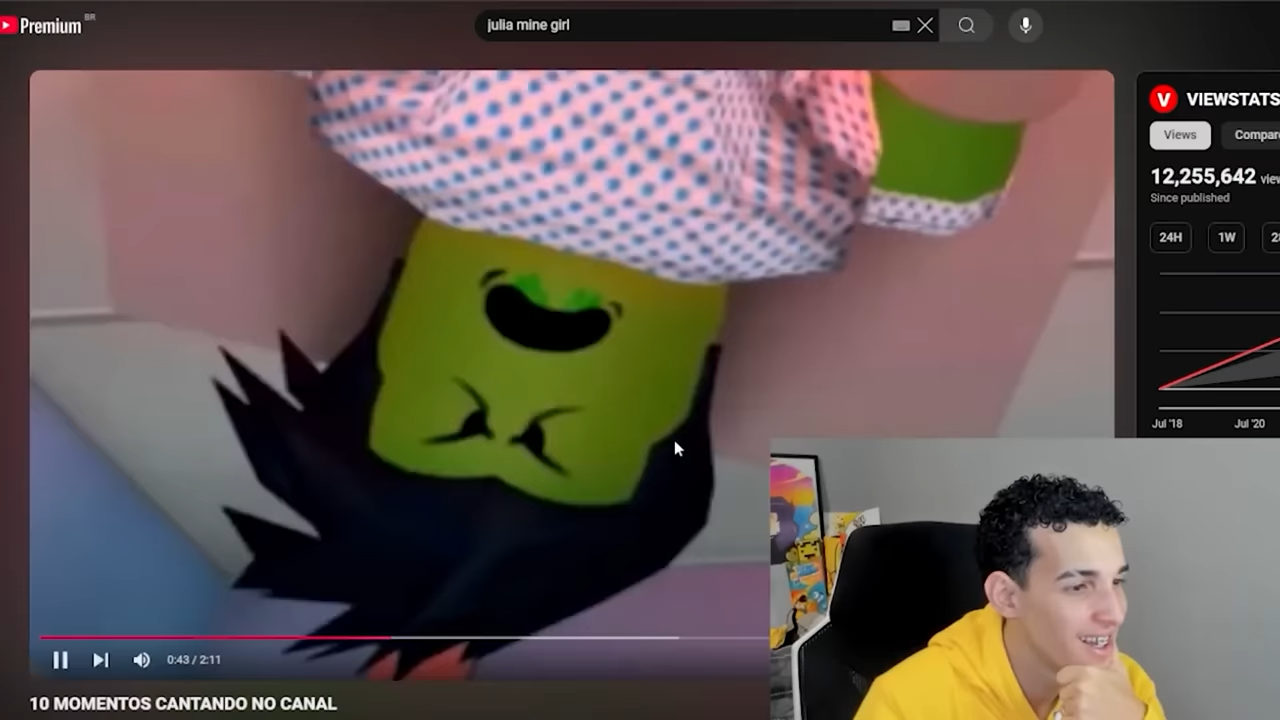 Premium BR
julia mine girl
VIEWSTATS
Views
12,255,642
Since published
24H
1W
Jul '18
Jul '20
0:43 / 2:11
10 MOMENTOS CANTANDO NO CANAL